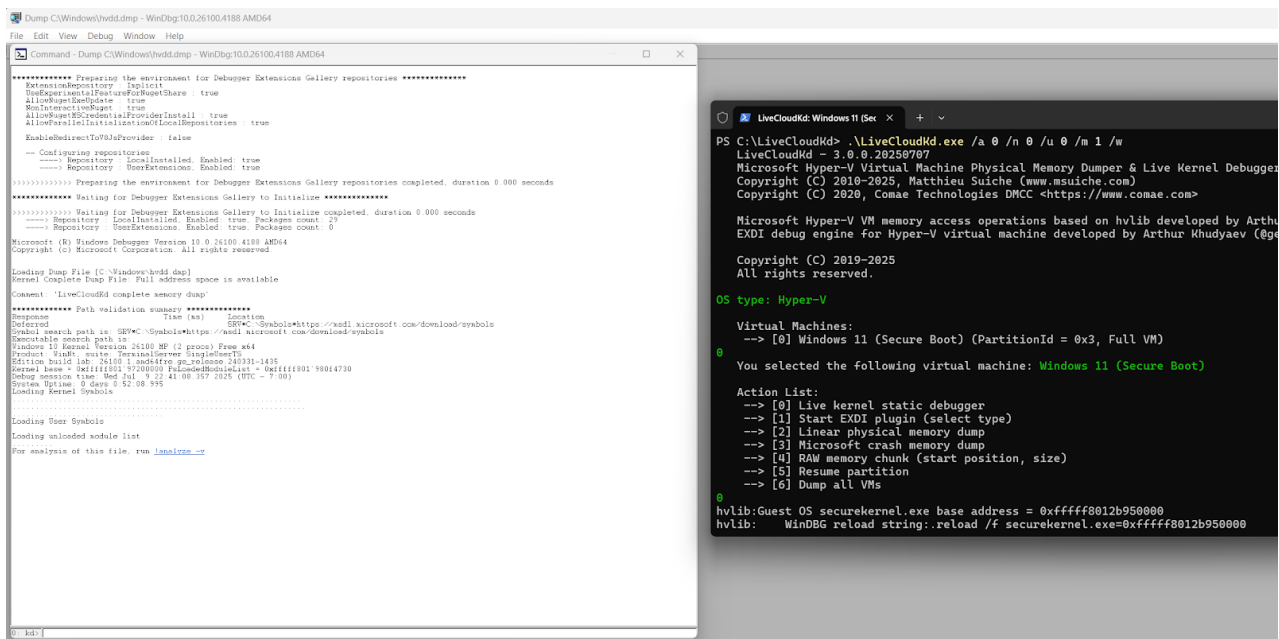 Dump C:\Windows\hvdd.dmp - WinDbg:10.0.26100.4188 AMD64
File Edit View Debug Window Help
Command - Dump C:\Windows\hvdd.dmp - WinDbg:10.0.26100.4188 AMD64
************* Preparing the environment for Debugger Extensions Gallery repositories **************
ExtensionRepository : Implicit
UseExperimentalFeatureForNugetShare : true
AllowNugetExeUpdate : true
NonInteractiveNuget : true
AllowNugetMSCredentialProviderInstall : true
AllowParallelInitializationOfLocalRepositories : true
EnableRedirectToV8JsProvider : false
-- Configuring repositories
----> Repository : LocalInstalled, Enabled: true
----> Repository : UserExtensions, Enabled: true
>>>>>>>>>>>>> Preparing the environment for Debugger Extensions Gallery repositories completed, duration 0.000 seconds
************* Waiting for Debugger Extensions Gallery to Initialize **************
>>>>>>>>>>>>> Waiting for Debugger Extensions Gallery to Initialize completed, duration 0.000 seconds
----> Repository : LocalInstalled, Enabled: true, Packages count: 29
----> Repository : UserExtensions, Enabled: true, Packages count: 0
Microsoft (R) Windows Debugger Version 10.0.26100.4188 AMD64
Copyright (c) Microsoft Corporation. All rights reserved.
Loading Dump File [C:\Windows\hvdd.dmp]
Kernel Complete Dump File: Full address space is available
Comment: 'LiveCloudKd complete memory dump'
************* Path validation summary **************
Response Time (ms) Location
Deferred SRV*C:\Symbols*https://msdl.microsoft.com/download/symbols
Symbol search path is: SRV*C:\Symbols*https://msdl.microsoft.com/download/symbols
Executable search path is:
Windows 10 Kernel Version 26100 MP (2 procs) Free x64
Product: WinNt, suite: TerminalServer SingleUserTS
Edition build lab: 26100.1.amd64fre.ge_release.240331-1435
Kernel base = 0xfffff801`97200000 PsLoadedModuleList = 0xfffff801`980f4730
Debug session time: Wed Jul 9 22:41:00.357 2025 (UTC - 7:00)
System Uptime: 0 days 0:52:08.995
Loading Kernel Symbols
Loading User Symbols
Loading unloaded module list
For analysis of this file, run !analyze -v
0: kd>
LiveCloudKd: Windows 11 (Sec
PS C:\LiveCloudKd> .\LiveCloudKd.exe /a 0 /n 0 /u 0 /m 1 /w
LiveCloudKd - 3.0.0.20250707
Microsoft Hyper-V Virtual Machine Physical Memory Dumper & Live Kernel Debugger
Copyright (C) 2010-2025, Matthieu Suiche (www.msuiche.com)
Copyright (C) 2020, Comae Technologies DMCC <https://www.comae.com>
Microsoft Hyper-V VM memory access operations based on hvlib developed by Arthu
EXDI debug engine for Hyper-V virtual machine developed by Arthur Khudyaev (@ge
Copyright (C) 2019-2025
All rights reserved.
OS type: Hyper-V
Virtual Machines:
--> [0] Windows 11 (Secure Boot) (PartitionId = 0x3, Full VM)
0
You selected the following virtual machine: Windows 11 (Secure Boot)
Action List:
--> [0] Live kernel static debugger
--> [1] Start EXDI plugin (select type)
--> [2] Linear physical memory dump
--> [3] Microsoft crash memory dump
--> [4] RAW memory chunk (start position, size)
--> [5] Resume partition
--> [6] Dump all VMs
0
hvlib:Guest OS securekernel.exe base address = 0xfffff8012b950000
hvlib: WinDBG reload string:.reload /f securekernel.exe=0xfffff8012b950000